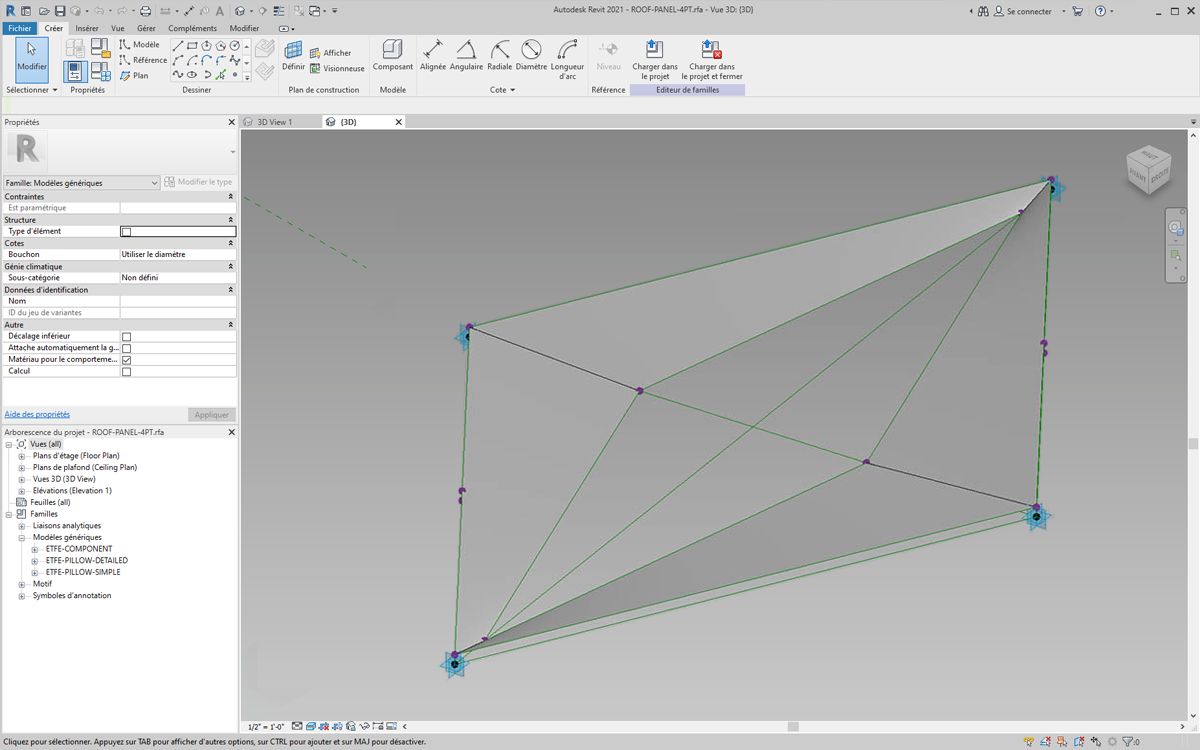 Autodesk Revit 2021 - ROOF-PANEL-4PT.rfa - Vue 3D: {3D}
Se connecter
Fichier Créer Insérer Vue Gérer Compléments Modifier
Modifier
Modèle
Référence
Plan
Définir
Afficher
Visionneuse
Composant
Alignée Angulaire Radiale Diamètre Longueur d'arc
Niveau
Charger dans le projet
Charger dans le projet et fermer
Sélectionner Propriétés Dessiner Plan de construction Modèle Cote Référence Editeur de familles
Propriétés
3D View 1
{3D}
R
Famille: Modèles génériques
Modifier le type
Contraintes
Est paramétrique
Structure
Type d'élément
Cotes
Bouchon Utiliser le diamètre
Génie climatique
Sous-catégorie Non défini
Données d'identification
Nom
ID du jeu de variantes
Autre
Décalage inférieur
Attache automatiquement la g...
Matériau pour le comporteme...
Calcul
Aide des propriétés
Appliquer
Arborescence du projet - ROOF-PANEL-4PT.rfa
Vues (all)
Plans d'étage (Floor Plan)
Plans de plafond (Ceiling Plan)
Vues 3D (3D View)
Elévations (Elevation 1)
Feuilles (all)
Familles
Liaisons analytiques
Modèles génériques
ETFE-COMPONENT
ETFE-PILLOW-DETAILED
ETFE-PILLOW-SIMPLE
Motif
Symboles d'annotation
HAUT
AVANT
DROITE
1/2" = 1'-0"
Cliquez pour sélectionner. Appuyez sur TAB pour afficher d'autres options, sur CTRL pour ajouter et sur MAJ pour désactiver.
:0